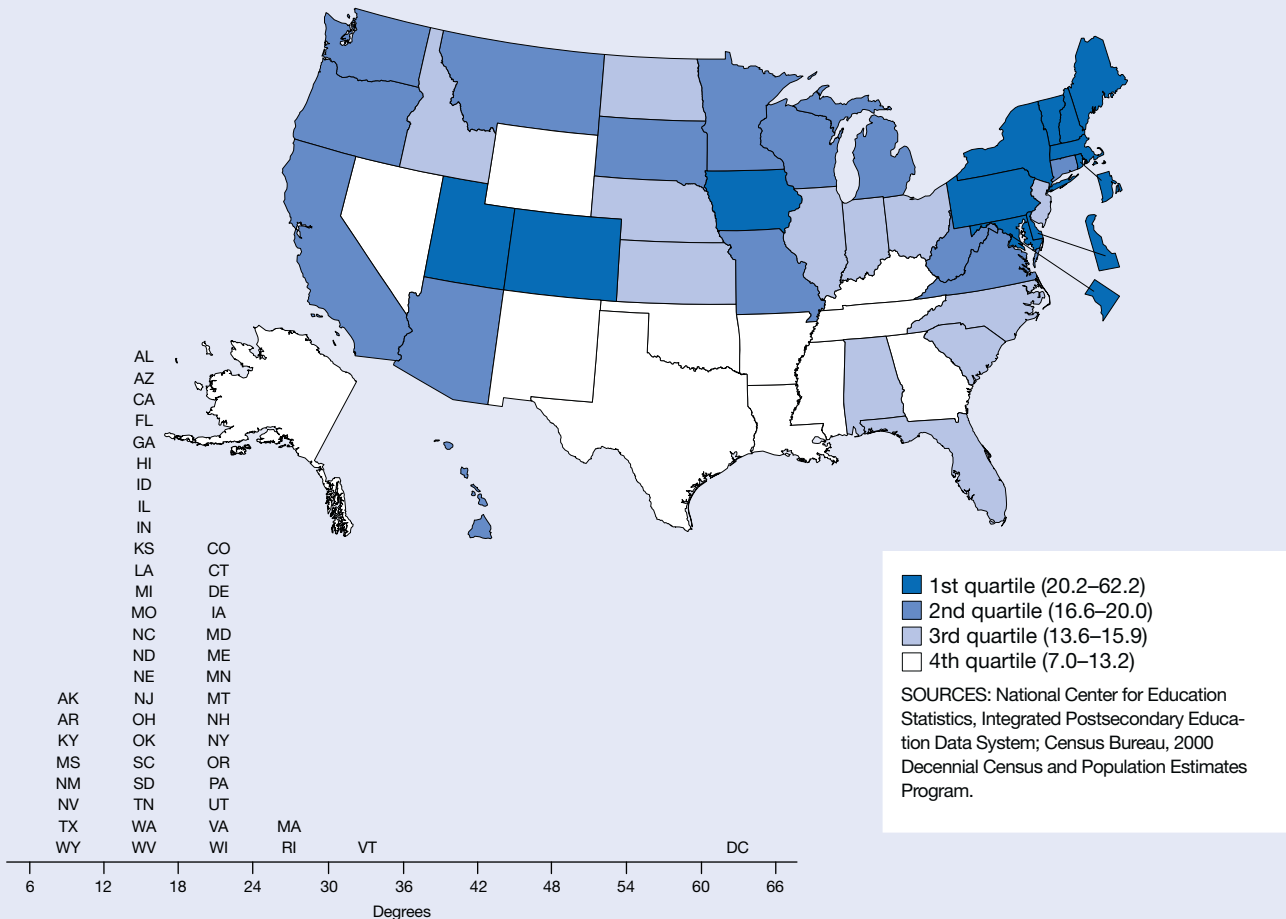 AL
AZ
CA
FL
GA
HI
ID
IL
IN
KS CO
LA CT
MI DE
MO IA
NC MD
ND ME
NE MN
AK NJ MT
AR OH NH
KY OK NY
MS SC OR
NM SD PA
NV TN UT
TX WA VA MA
WY WV WI RI VT DC
6 12 18 24 30 36 42 48 54 60 66
Degrees
1st quartile (20.2–62.2)
2nd quartile (16.6–20.0)
3rd quartile (13.6–15.9)
4th quartile (7.0–13.2)
SOURCES: National Center for Education
Statistics, Integrated Postsecondary Educa-
tion Data System; Census Bureau, 2000
Decennial Census and Population Estimates
Program.